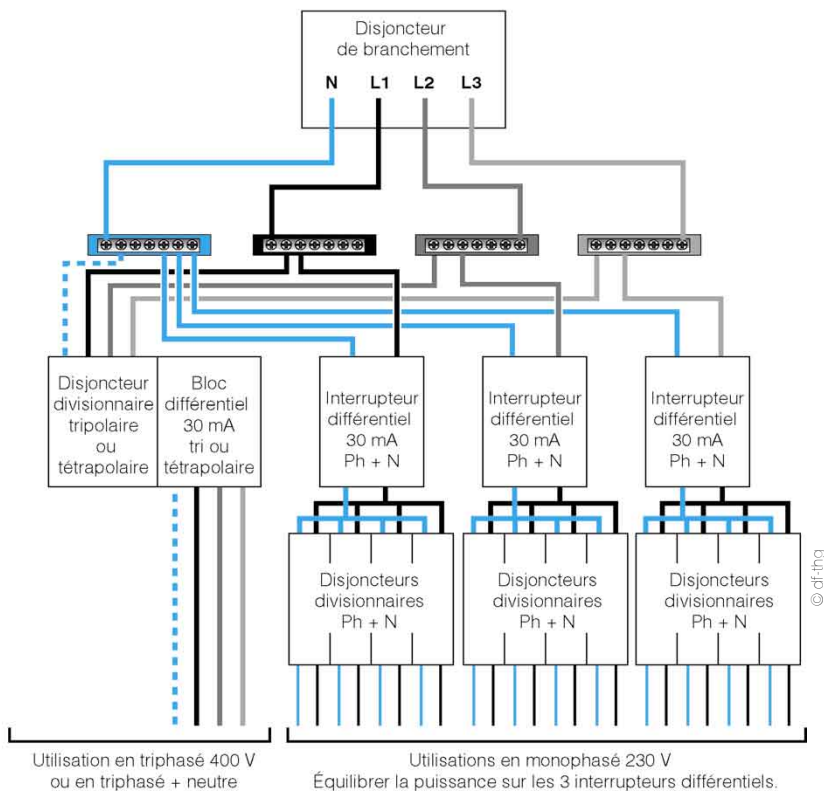 Disjoncteur
de branchement
N L1 L2 L3
Disjoncteur
divisionnaire
tripolaire
ou
tétrapolaire
Bloc
différentiel
30 mA
tri ou
tétrapolaire
Interrupteur
différentiel
30 mA
Ph + N
Interrupteur
différentiel
30 mA
Ph + N
Interrupteur
différentiel
30 mA
Ph + N
Disjoncteurs
divisionnaires
Ph + N
Disjoncteurs
divisionnaires
Ph + N
Disjoncteurs
divisionnaires
Ph + N
© df-thg
Utilisation en triphasé 400 V
ou en triphasé + neutre
Utilisations en monophasé 230 V
Équilibrer la puissance sur les 3 interrupteurs différentiels.